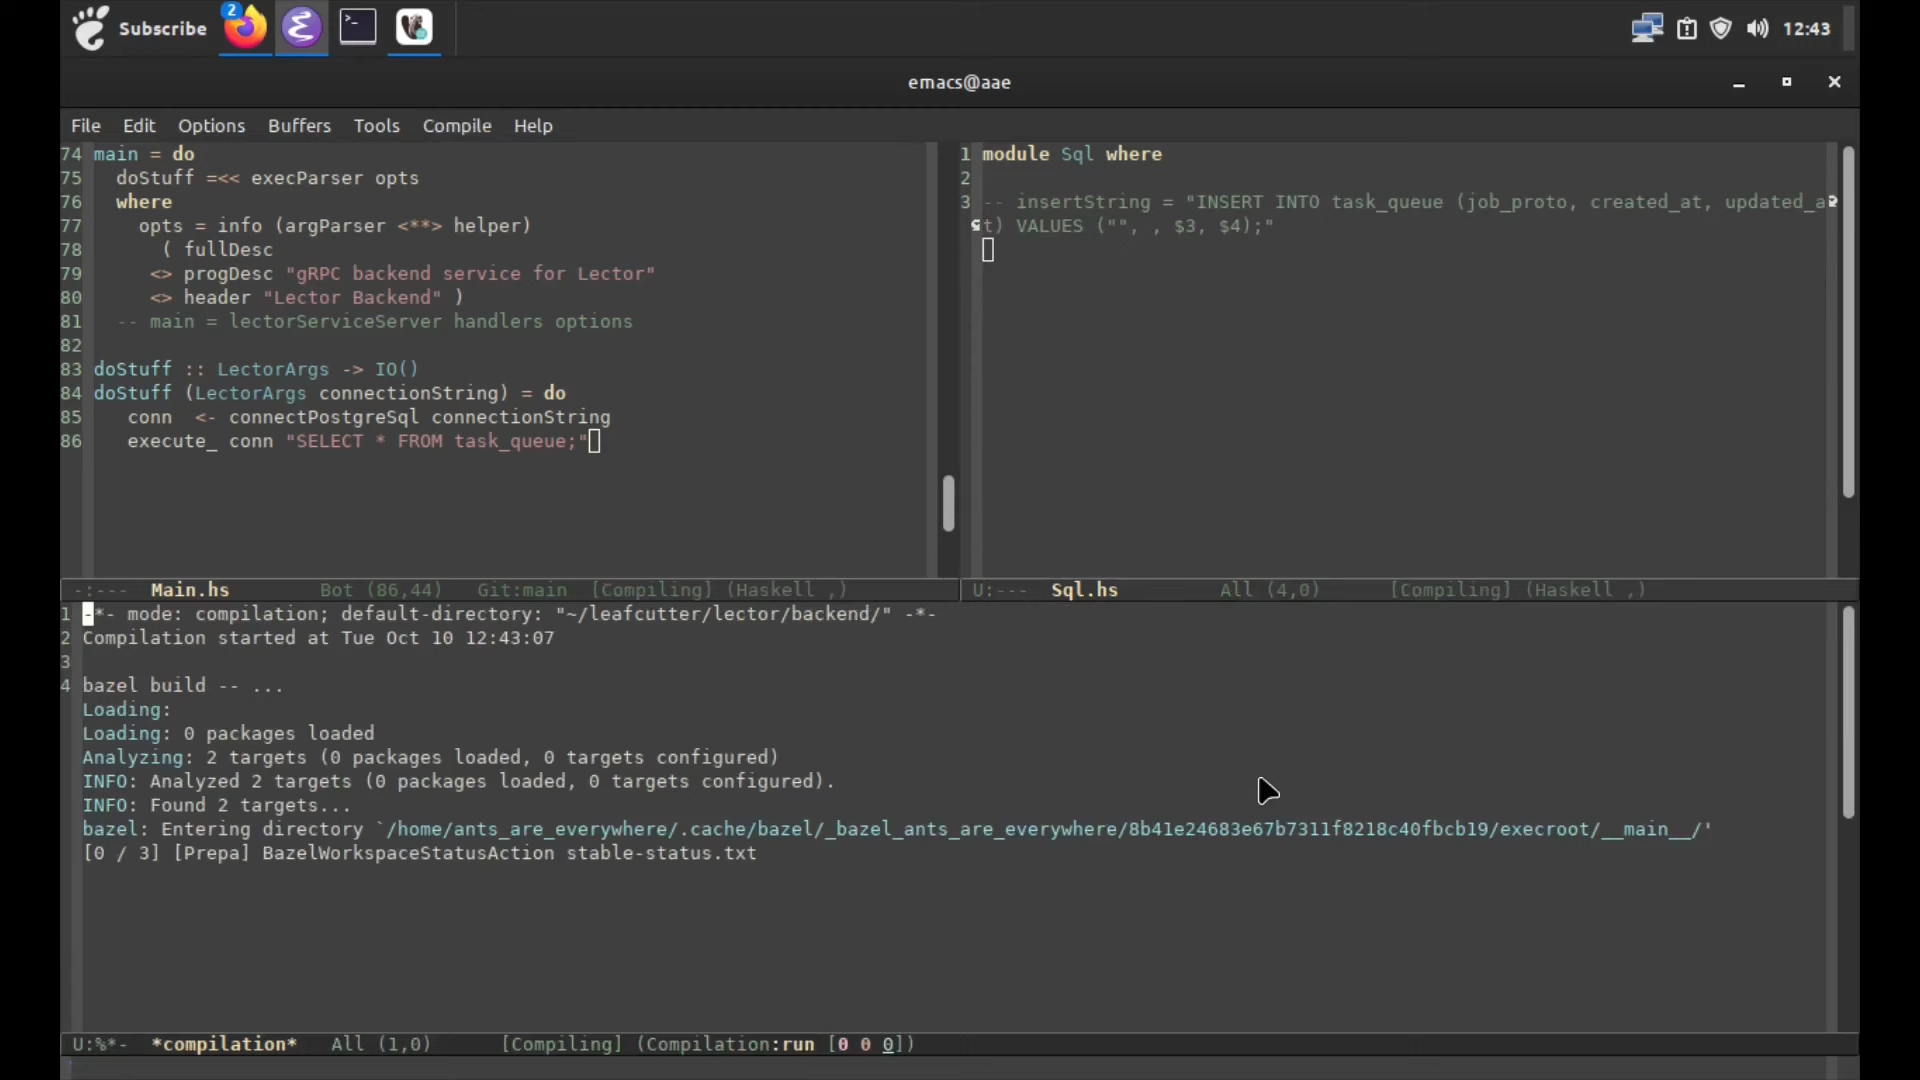 Subscribe
2
12:43
emacs@aae
File Edit Options Buffers Tools Compile Help
74 main = do
75   doStuff =<< execParser opts
76   where
77     opts = info (argParser <**> helper)
78       ( fullDesc
79      <> progDesc "gRPC backend service for Lector"
80      <> header "Lector Backend" )
81   -- main = lectorServiceServer handlers options
82
83 doStuff :: LectorArgs -> IO()
84 doStuff (LectorArgs connectionString) = do
85    conn  <- connectPostgreSql connectionString
86    execute_ conn "SELECT * FROM task_queue;"
-:--- Main.hs Bot (86,44) Git:main [Compiling] (Haskell ,)
1 module Sql where
2
3 -- insertString = "INSERT INTO task_queue (job_proto, created_at, updated_a
t) VALUES ("", , $3, $4);"
U:--- Sql.hs All (4,0) [Compiling] (Haskell ,)
1 -*- mode: compilation; default-directory: "~/leafcutter/lector/backend/" -*-
2 Compilation started at Tue Oct 10 12:43:07
3
4 bazel build -- ...
Loading:
Loading: 0 packages loaded
Analyzing: 2 targets (0 packages loaded, 0 targets configured)
INFO: Analyzed 2 targets (0 packages loaded, 0 targets configured).
INFO: Found 2 targets...
bazel: Entering directory `/home/ants_are_everywhere/.cache/bazel/_bazel_ants_are_everywhere/8b41e24683e67b7311f8218c40fbcb19/execroot/__main__/'
[0 / 3] [Prepa] BazelWorkspaceStatusAction stable-status.txt
U:%*- *compilation* All (1,0) [Compiling] (Compilation:run [0 0 0])